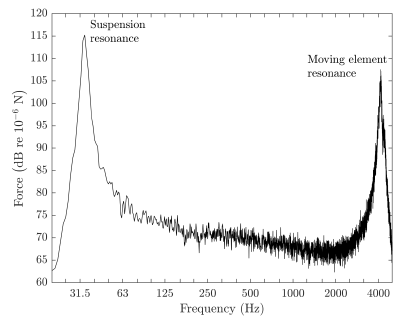 120
115
110
105
100
95
90
85
80
75
70
65
60
Force (dB re 10⁻⁶ N)
Suspension
resonance
Moving element
resonance
31.5 63 125 250 500 1000 2000 4000
Frequency (Hz)